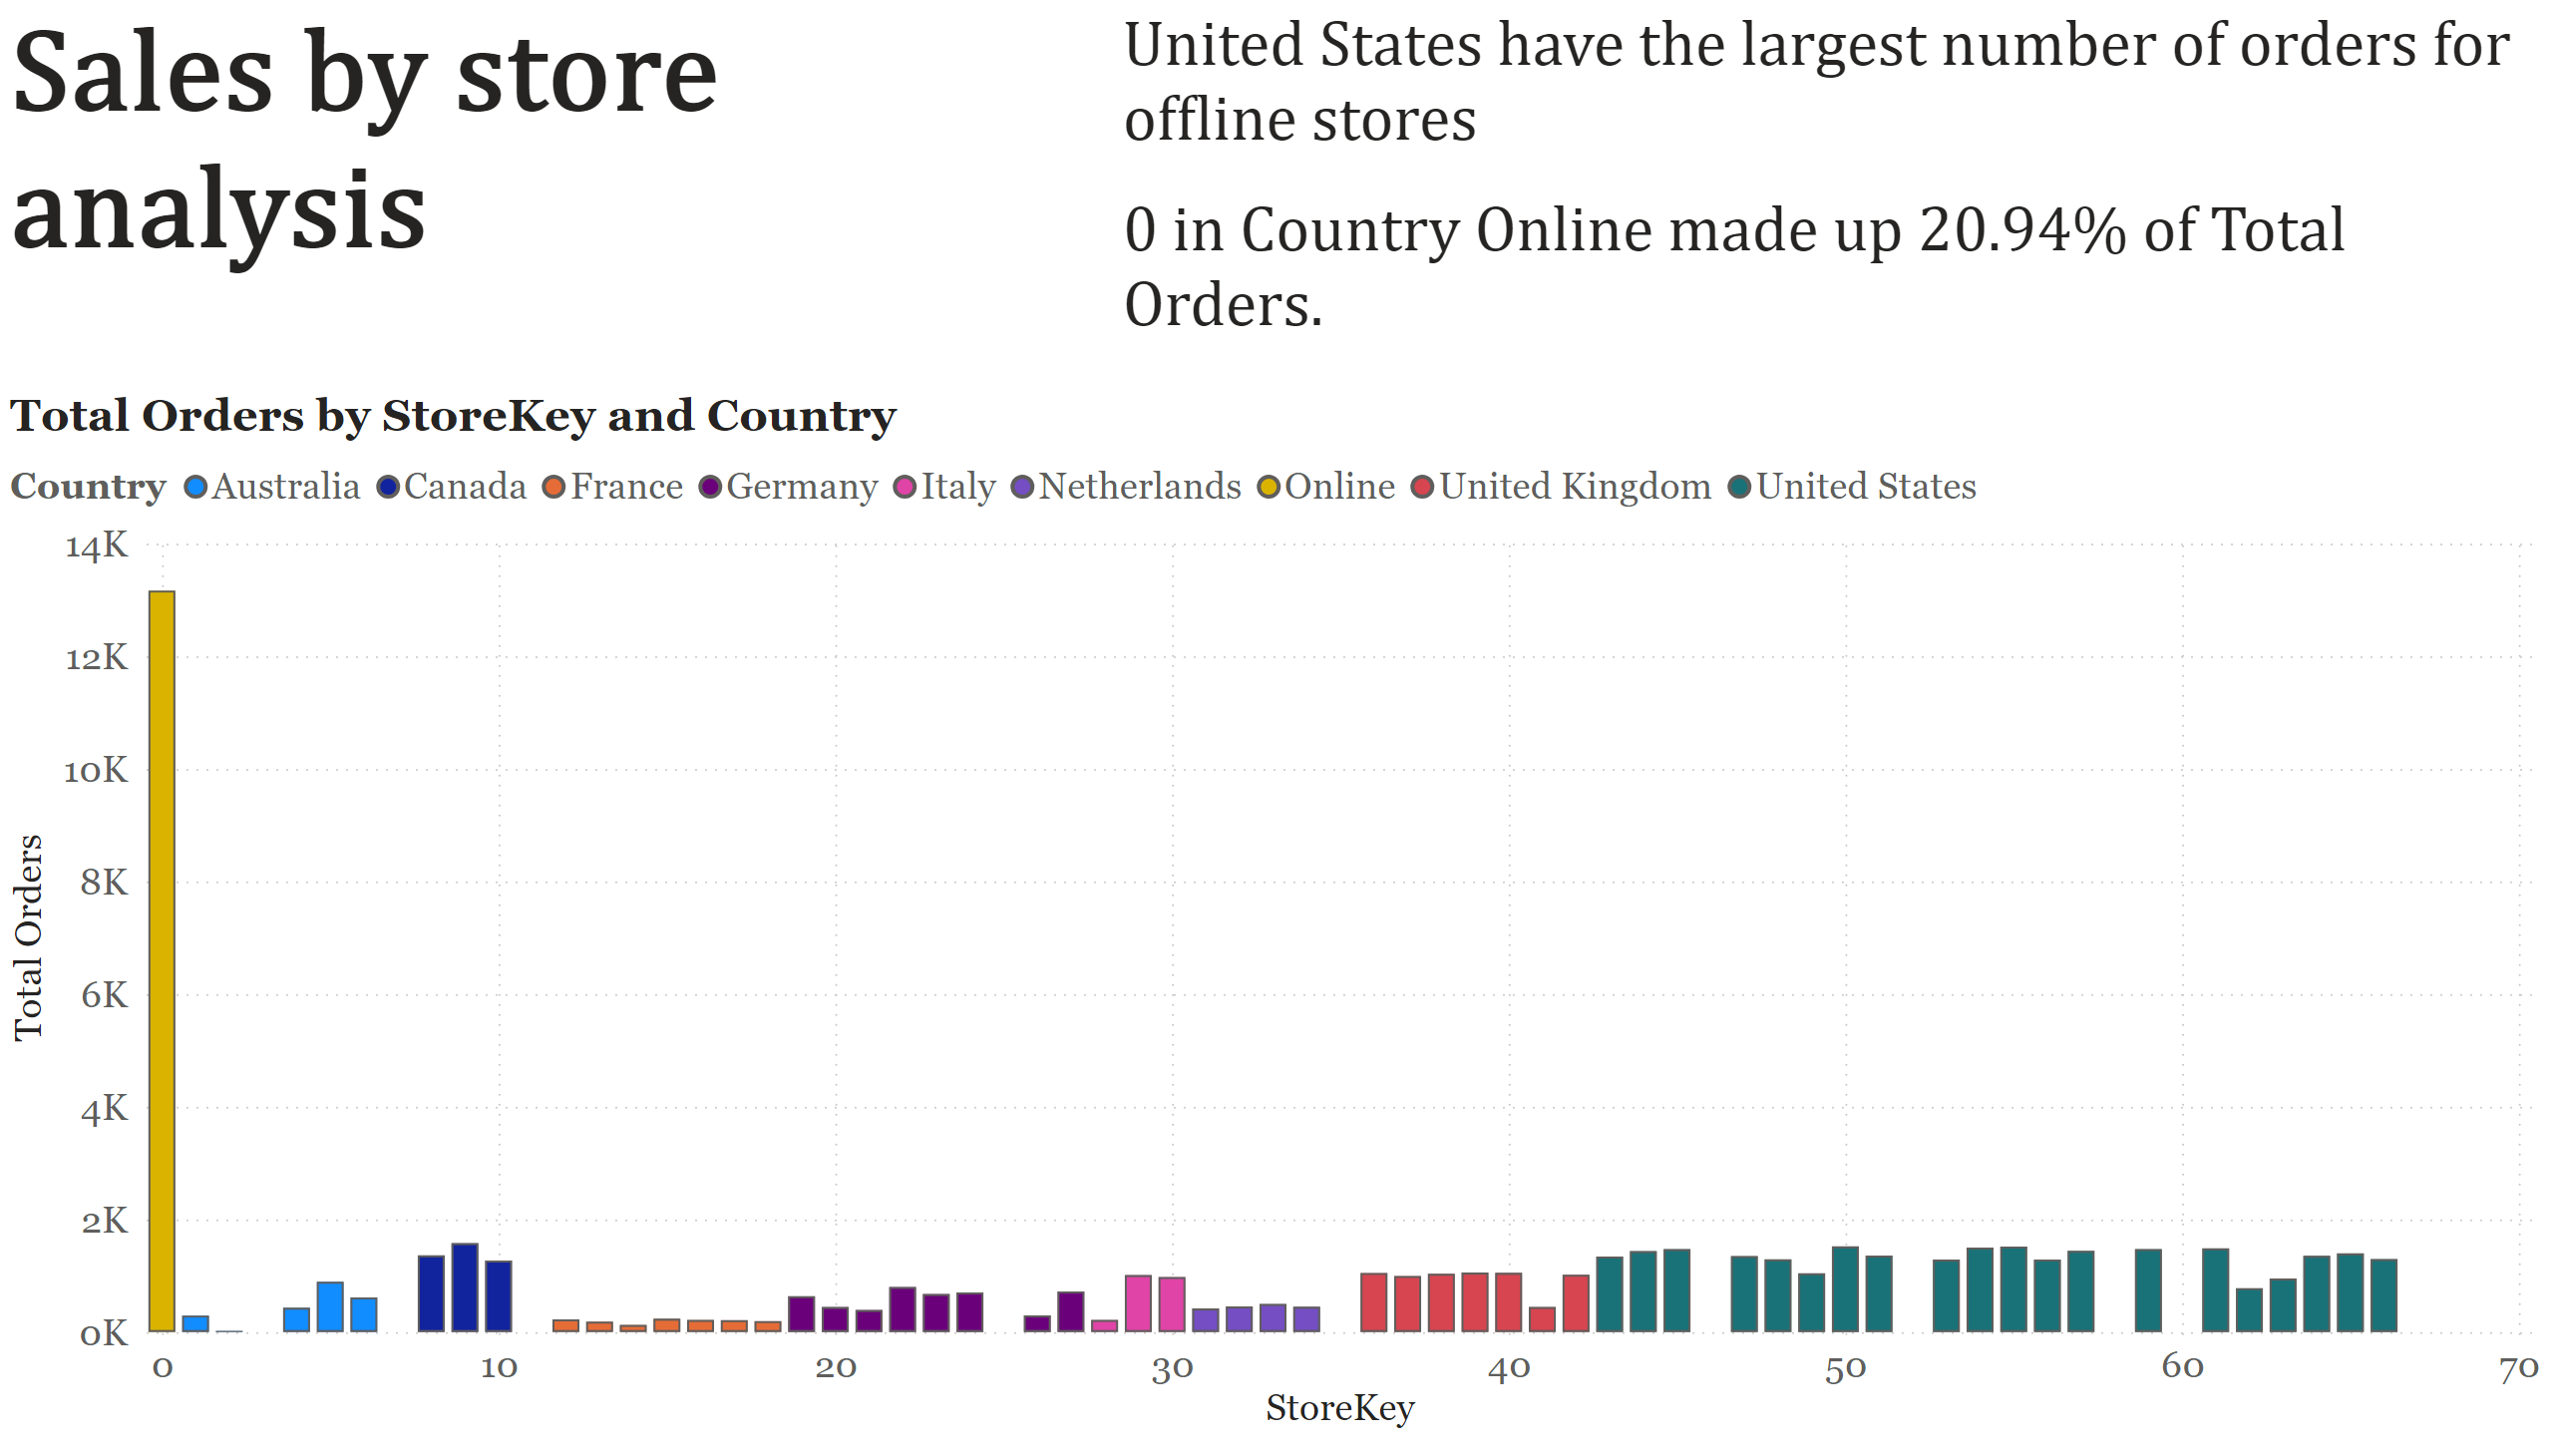 Sales by store
analysis
United States have the largest number of orders for
offline stores
0 in Country Online made up 20.94% of Total
Orders.
Total Orders by StoreKey and Country
Country Australia Canada France Germany Italy Netherlands Online United Kingdom United States
14K
12K
10K
8K
6K
4K
2K
0K
Total Orders
0 10 20 30 40 50 60 70
StoreKey